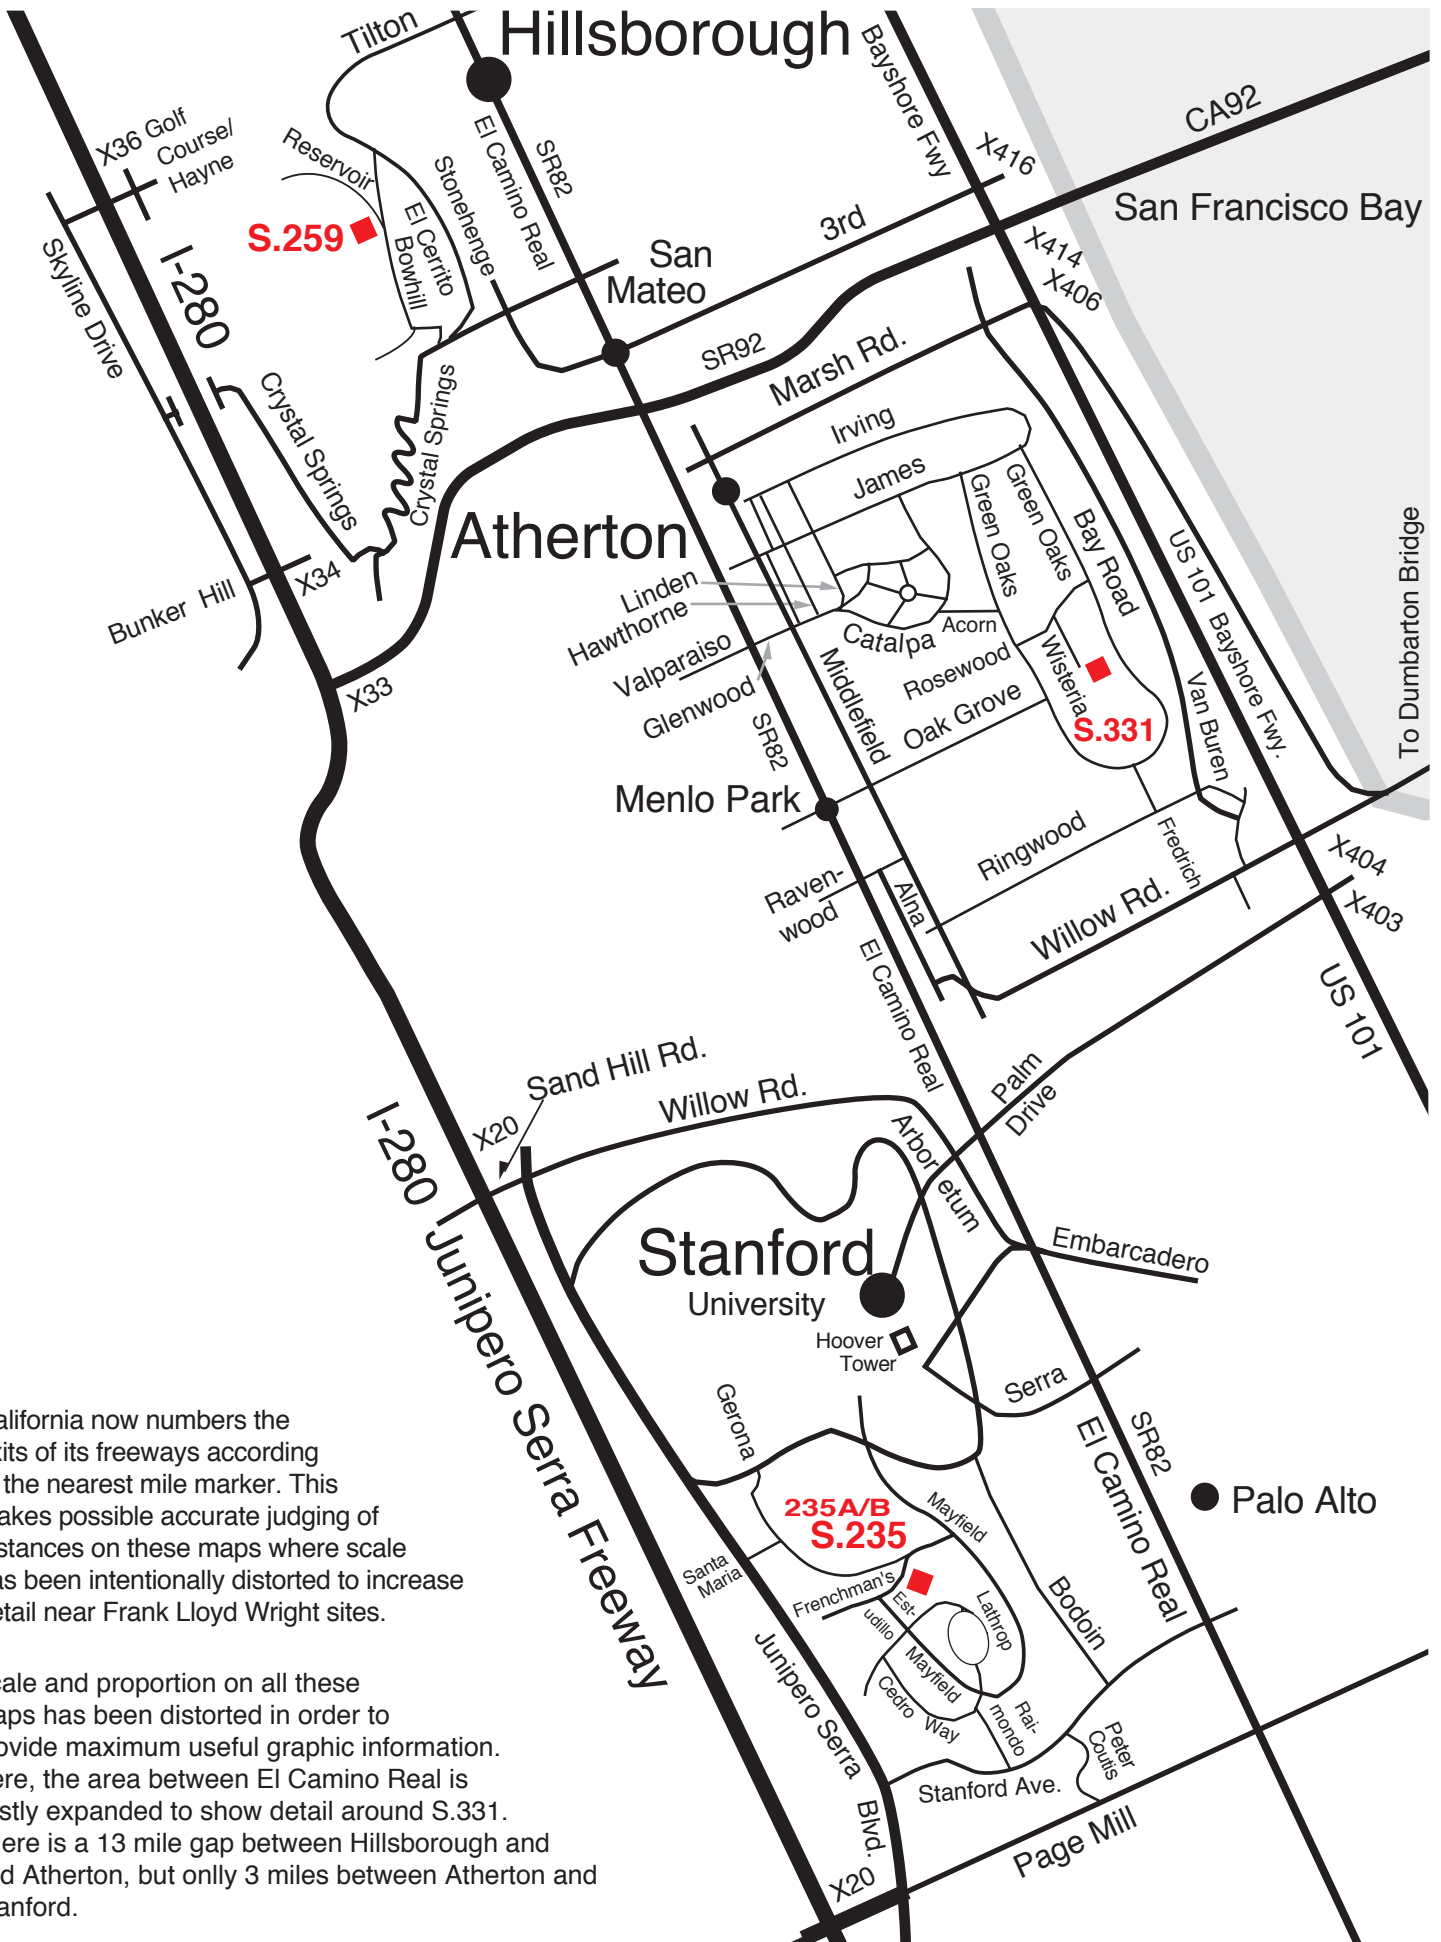 Tilton
Hillsborough
Bayshore Fwy
CA92
X36 Golf
Course/
Hayne
Reservoir
El Camino Real
SR82
X416
Stonehenge
San Francisco Bay
S.259
El Cerrito
Bowhill
3rd
Skyline Drive
I-280
San
Mateo
X414
X406
SR92
Marsh Rd.
Crystal Springs
Crystal Springs
Irving
James
Green Oaks
Green Oaks
Bay Road
US 101 Bayshore Fwy.
To Dumbarton Bridge
Atherton
X34
Bunker Hill
Linden
Hawthorne
Valparaiso
Glenwood
Catalpa
Acorn
Middlefield
Rosewood
Wisteria
X33
SR82
Oak Grove
S.331
Van Buren
Menlo Park
Ringwood
Fredrich
X404
Raven-
wood
Alna
Willow Rd.
X403
El Camino Real
US 101
Sand Hill Rd.
Willow Rd.
Palm
Drive
X20
I-280
Arbor
etum
Junipero Serra Freeway
Stanford
University
Embarcadero
Hoover
Tower
Serra
Gerona
El Camino Real
SR82
Palo Alto
235A/B
S.235
Mayfield
Santa
Maria
Frenchman's
Est-
udillo
Lathrop
Bodoin
Mayfield
Cedro
Way
Rai-
mondo
Peter
Coutis
Junipero Serra
Blvd.
Stanford Ave.
Page Mill
X20
alifornia now numbers the
xits of its freeways according
the nearest mile marker. This
akes possible accurate judging of
stances on these maps where scale
as been intentionally distorted to increase
etail near Frank Lloyd Wright sites.
cale and proportion on all these
aps has been distorted in order to
ovide maximum useful graphic information.
ere, the area between El Camino Real is
stly expanded to show detail around S.331.
ere is a 13 mile gap between Hillsborough and
d Atherton, but onlly 3 miles between Atherton and
anford.